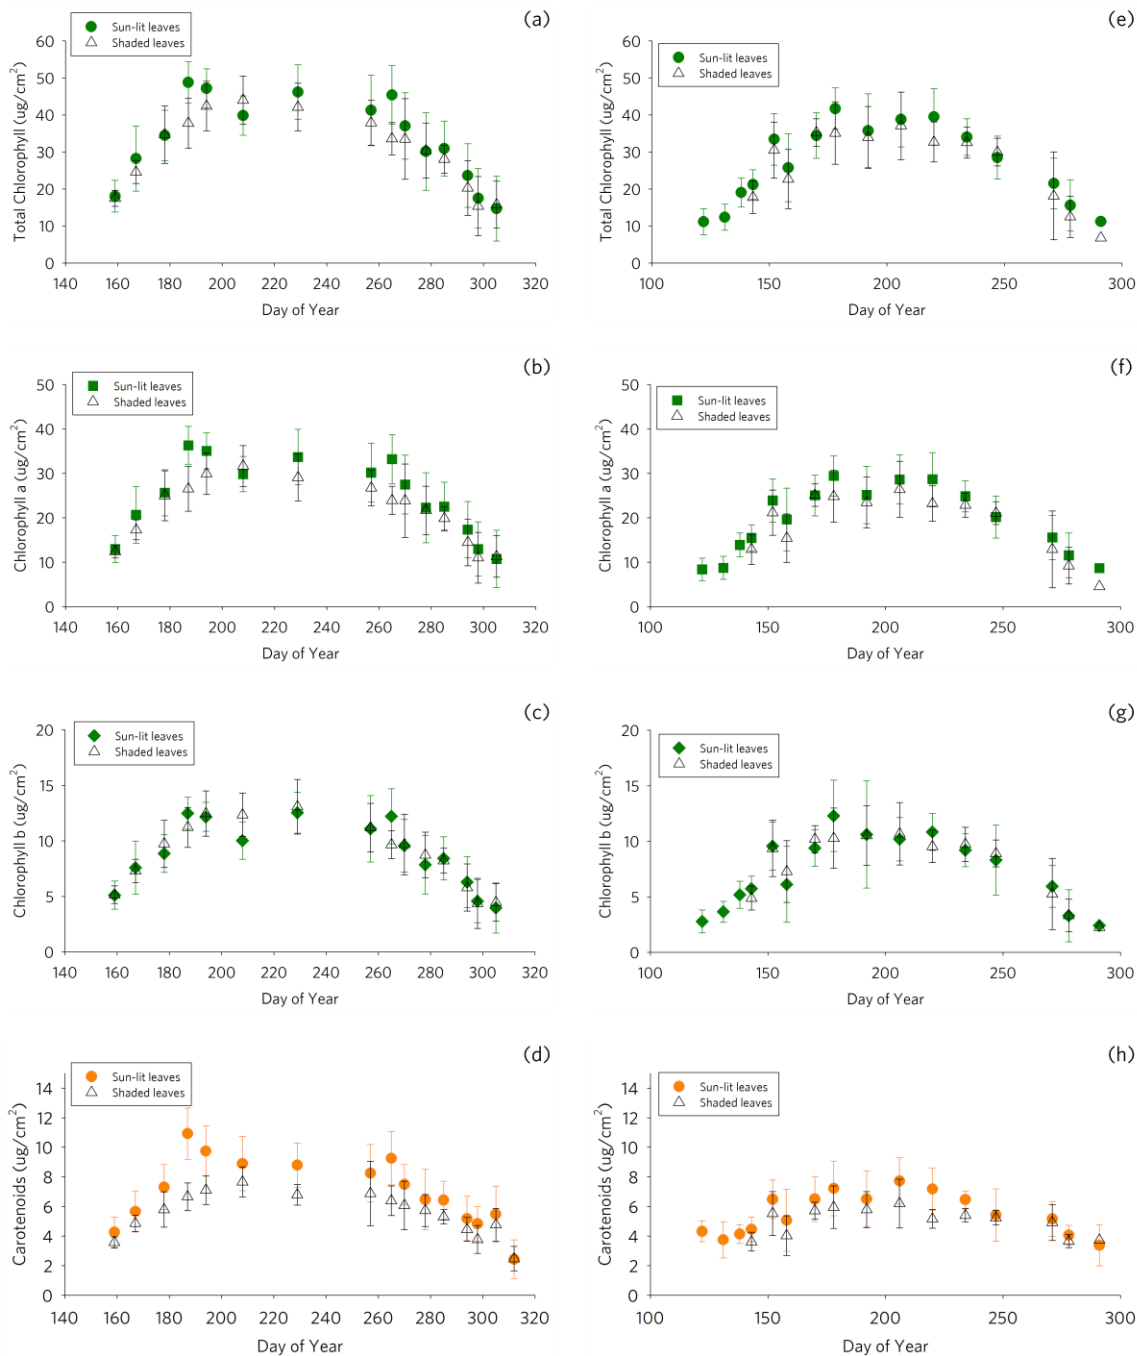 (a)
Sun-lit leaves
Shaded leaves
Total Chlorophyll (ug/cm²)
60
50
40
30
20
10
0
140 160 180 200 220 240 260 280 300 320
Day of Year
(e)
Sun-lit leaves
Shaded leaves
Total Chlorophyll (ug/cm²)
60
50
40
30
20
10
0
100 150 200 250 300
Day of Year
(b)
Sun-lit leaves
Shaded leaves
Chlorophyll a (ug/cm²)
50
40
30
20
10
0
140 160 180 200 220 240 260 280 300 320
Day of Year
(f)
Sun-lit leaves
Shaded leaves
Chlorophyll a (ug/cm²)
50
40
30
20
10
0
100 150 200 250 300
Day of Year
(c)
Sun-lit leaves
Shaded leaves
Chlorophyll b (ug/cm²)
20
15
10
5
0
140 160 180 200 220 240 260 280 300 320
Day of Year
(g)
Sun-lit leaves
Shaded leaves
Chlorophyll b (ug/cm²)
20
15
10
5
0
100 150 200 250 300
Day of Year
(d)
Sun-lit leaves
Shaded leaves
Carotenoids (ug/cm²)
14
12
10
8
6
4
2
0
140 160 180 200 220 240 260 280 300 320
Day of Year
(h)
Sun-lit leaves
Shaded leaves
Carotenoids (ug/cm²)
14
12
10
8
6
4
2
0
100 150 200 250 300
Day of Year